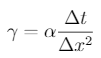 γ = α Δt / Δx²